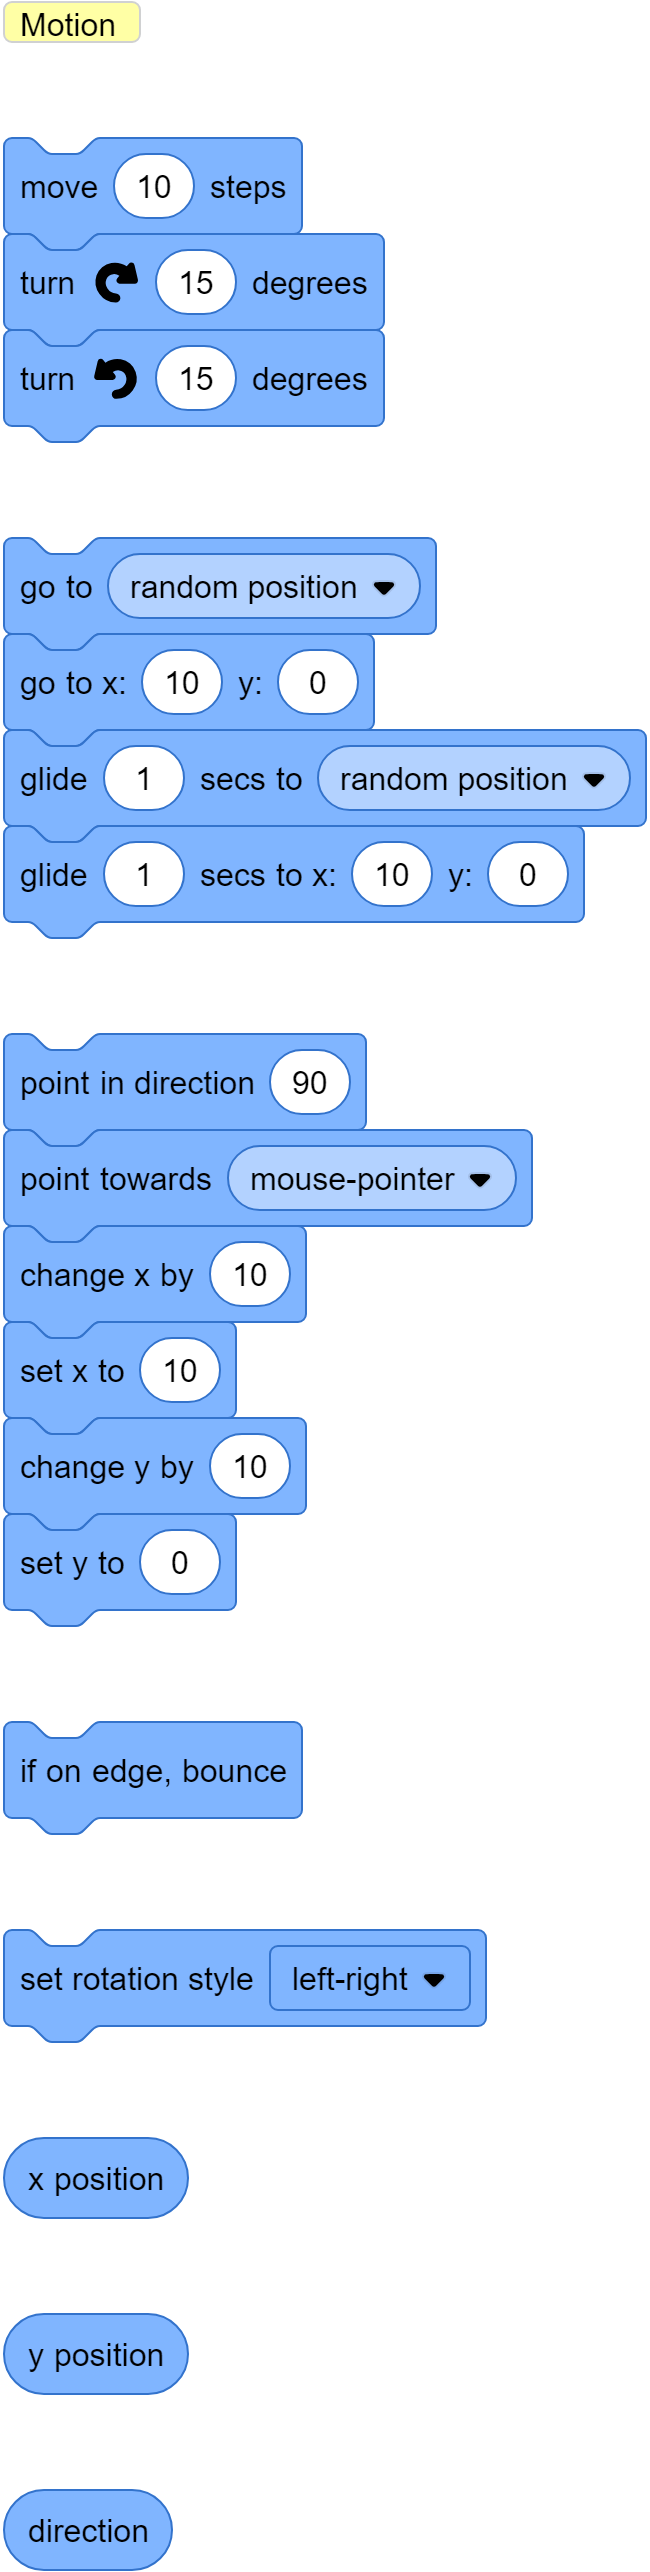 Motion
move 10 steps
turn 15 degrees
turn 15 degrees
go to random position
go to x: 10 y: 0
glide 1 secs to random position
glide 1 secs to x: 10 y: 0
point in direction 90
point towards mouse-pointer
change x by 10
set x to 10
change y by 10
set y to 0
if on edge, bounce
set rotation style left-right
x position
y position
direction